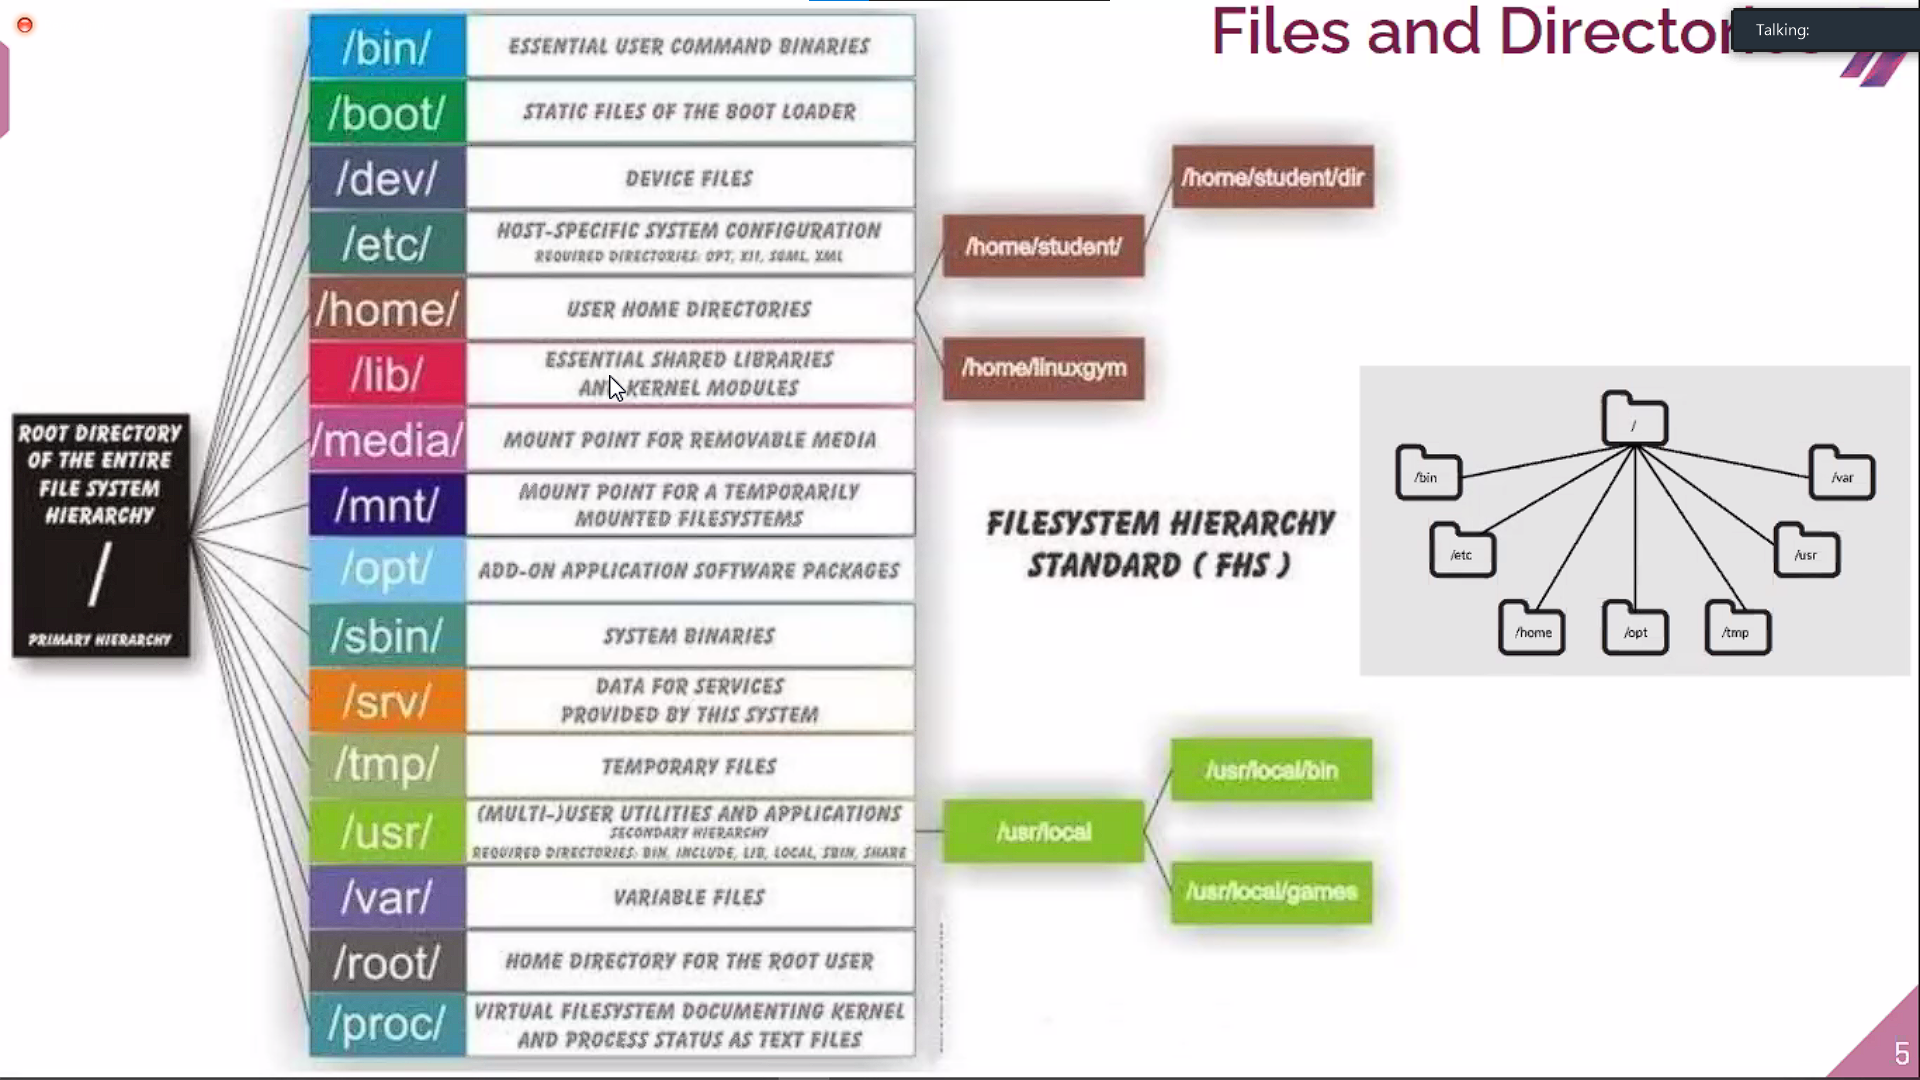 Files and Director
Talking:
/bin/
ESSENTIAL USER COMMAND BINARIES
/boot/
STATIC FILES OF THE BOOT LOADER
/dev/
DEVICE FILES
/etc/
HOST-SPECIFIC SYSTEM CONFIGURATION
REQUIRED DIRECTORIES: OPT, X11, SGML, XML
/home/
USER HOME DIRECTORIES
/lib/
ESSENTIAL SHARED LIBRARIES
AND KERNEL MODULES
/media/
MOUNT POINT FOR REMOVABLE MEDIA
/mnt/
MOUNT POINT FOR A TEMPORARILY
MOUNTED FILESYSTEMS
/opt/
ADD-ON APPLICATION SOFTWARE PACKAGES
/sbin/
SYSTEM BINARIES
/srv/
DATA FOR SERVICES
PROVIDED BY THIS SYSTEM
/tmp/
TEMPORARY FILES
/usr/
(MULTI-)USER UTILITIES AND APPLICATIONS
SECONDARY HIERARCHY
REQUIRED DIRECTORIES: BIN, INCLUDE, LIB, LOCAL, SBIN, SHARE
/var/
VARIABLE FILES
/root/
HOME DIRECTORY FOR THE ROOT USER
/proc/
VIRTUAL FILESYSTEM DOCUMENTING KERNEL
AND PROCESS STATUS AS TEXT FILES
ROOT DIRECTORY
OF THE ENTIRE
FILE SYSTEM
HIERARCHY
/
PRIMARY HIERARCHY
/home/student/dir
/home/student/
/home/linuxgym
FILESYSTEM HIERARCHY
STANDARD ( FHS )
/
/bin
/var
/etc
/usr
/home
/opt
/tmp
/usr/local/bin
/usr/local
/usr/local/games
5